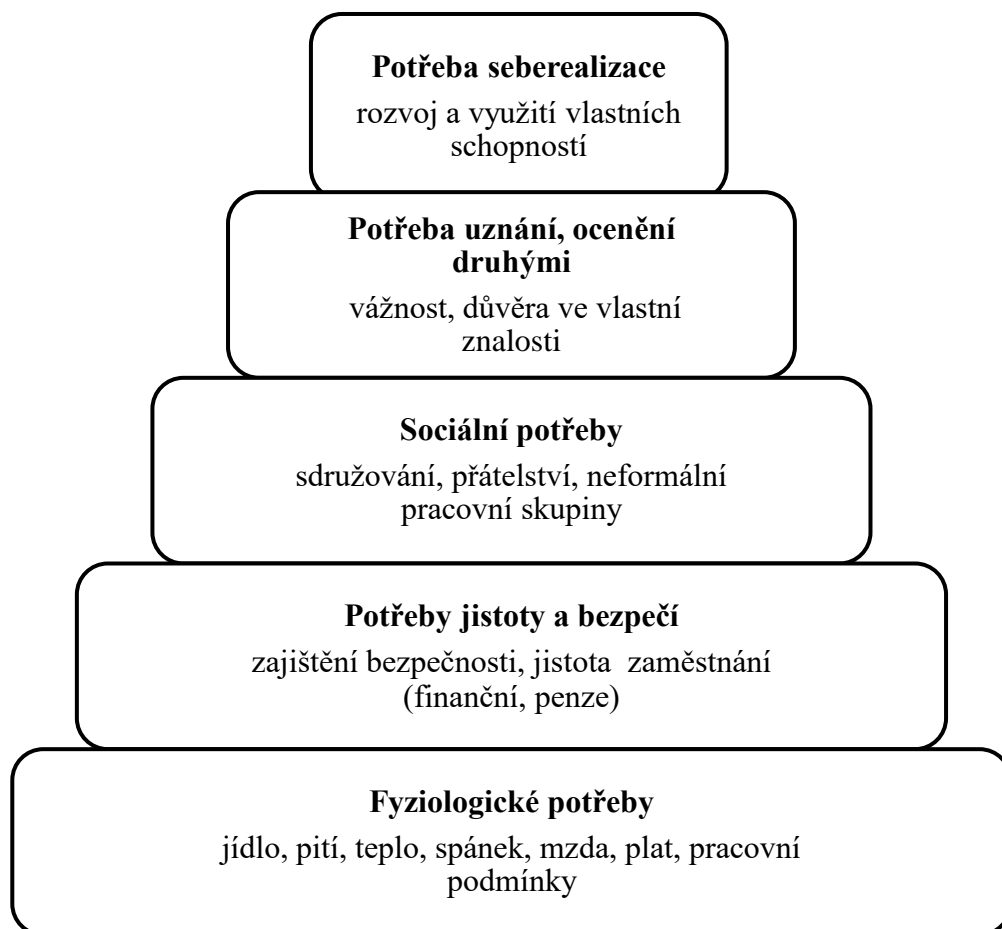 Potřeba seberealizace
rozvoj a využití vlastních
schopností
Potřeba uznání, ocenění
druhými
vážnost, důvěra ve vlastní
znalosti
Sociální potřeby
sdružování, přátelství, neformální
pracovní skupiny
Potřeby jistoty a bezpečí
zajištění bezpečnosti, jistota zaměstnání
(finanční, penze)
Fyziologické potřeby
jídlo, pití, teplo, spánek, mzda, plat, pracovní
podmínky